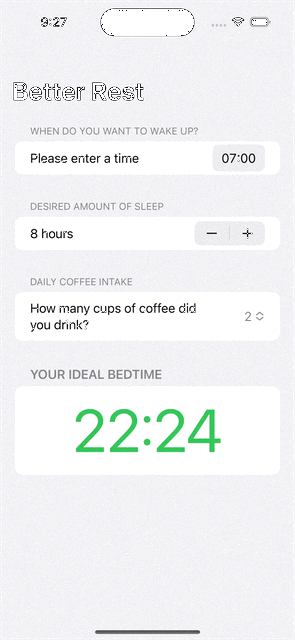 9:27
Better Rest
WHEN DO YOU WANT TO WAKE UP?
Please enter a time 07:00
DESIRED AMOUNT OF SLEEP
8 hours − +
DAILY COFFEE INTAKE
How many cups of coffee did
you drink? 2
YOUR IDEAL BEDTIME
22:24